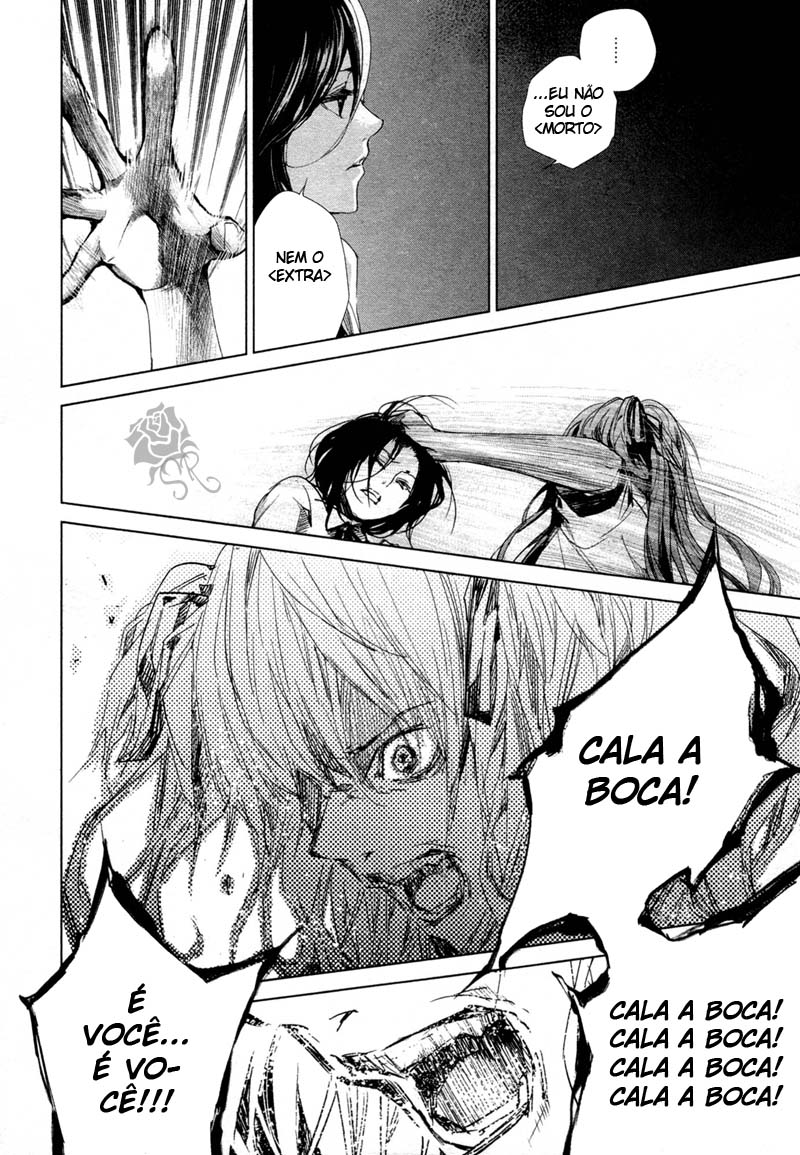 ......
...EU NÃO
SOU O
<MORTO>
NEM O
<EXTRA>
SR
CALA A
BOCA!
CALA A BOCA!
CALA A BOCA!
CALA A BOCA!
CALA A BOCA!
É
VOCÊ...
É VO-
CÊ!!!